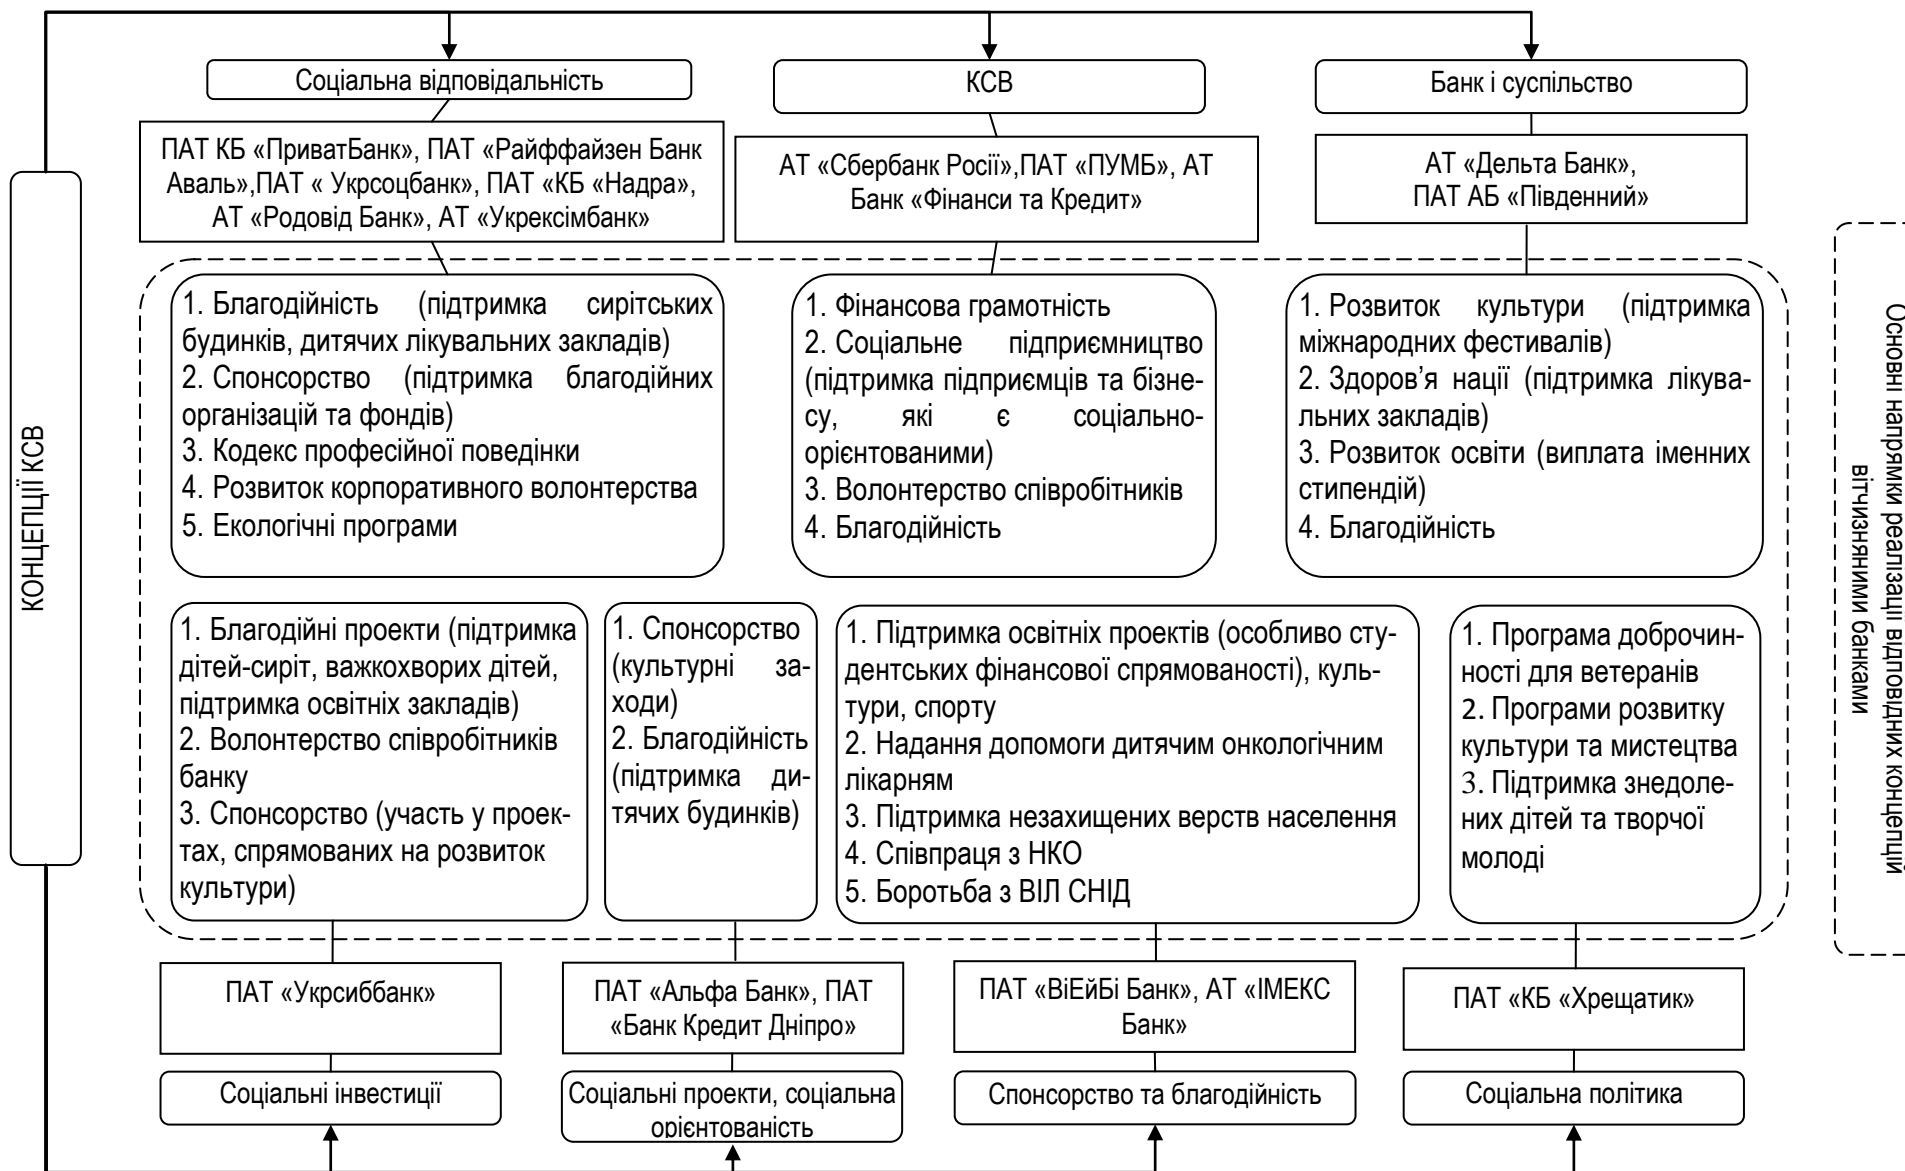 Соціальна відповідальність
КСВ
Банк і суспільство
ПАТ КБ «ПриватБанк», ПАТ «Райффайзен Банк
Аваль»,ПАТ « Укрсоцбанк», ПАТ «КБ «Надра»,
АТ «Родовід Банк», АТ «Укрексімбанк»
АТ «Сбербанк Росії»,ПАТ «ПУМБ», АТ
Банк «Фінанси та Кредит»
АТ «Дельта Банк»,
ПАТ АБ «Південний»
КОНЦЕПЦІЇ КСВ
1. Благодійність (підтримка сирітських
будинків, дитячих лікувальних закладів)
2. Спонсорство (підтримка благодійних
організацій та фондів)
3. Кодекс професійної поведінки
4. Розвиток корпоративного волонтерства
5. Екологічні програми
1. Фінансова грамотність
2. Соціальне підприємництво
(підтримка підприємців та бізне-
су, які є соціально-
орієнтованими)
3. Волонтерство співробітників
4. Благодійність
1. Розвиток культури (підтримка
міжнародних фестивалів)
2. Здоров’я нації (підтримка лікува-
льних закладів)
3. Розвиток освіти (виплата іменних
стипендій)
4. Благодійність
Основні напрямки реалізації відповідних концепцій
вітчизняними банками
1. Благодійні проекти (підтримка
дітей-сиріт, важкохворих дітей,
підтримка освітніх закладів)
2. Волонтерство співробітників
банку
3. Спонсорство (участь у проек-
тах, спрямованих на розвиток
культури)
1. Спонсорство
(культурні за-
ходи)
2. Благодійність
(підтримка ди-
тячих будинків)
1. Підтримка освітніх проектів (особливо сту-
дентських фінансової спрямованості), куль-
тури, спорту
2. Надання допомоги дитячим онкологічним
лікарням
3. Підтримка незахищених верств населення
4. Співпраця з НКО
5. Боротьба з ВІЛ СНІД
1. Програма доброчин-
ності для ветеранів
2. Програми розвитку
культури та мистецтва
3. Підтримка знедоле-
них дітей та творчої
молоді
ПАТ «Укрсиббанк»
ПАТ «Альфа Банк», ПАТ
«Банк Кредит Дніпро»
ПАТ «ВіЕйБі Банк», АТ «ІМЕКС
Банк»
ПАТ «КБ «Хрещатик»
Соціальні інвестиції
Соціальні проекти, соціальна
орієнтованість
Спонсорство та благодійність
Соціальна політика